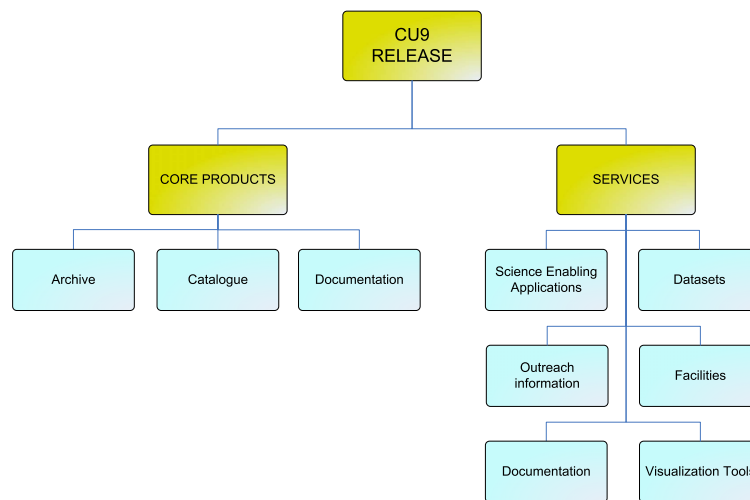 CU9
RELEASE
CORE PRODUCTS
SERVICES
Archive
Catalogue
Documentation
Science Enabling
Applications
Datasets
Outreach
information
Facilities
Documentation
Visualization Tools